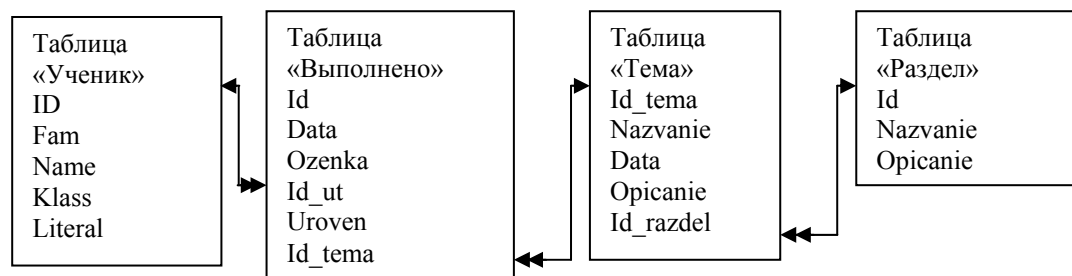 Таблица
«Ученик»
ID
Fam
Name
Klass
Literal
Таблица
«Выполнено»
Id
Data
Ozenka
Id_ut
Uroven
Id_tema
Таблица
«Тема»
Id_tema
Nazvanie
Data
Opicanie
Id_razdel
Таблица
«Раздел»
Id
Nazvanie
Opicanie